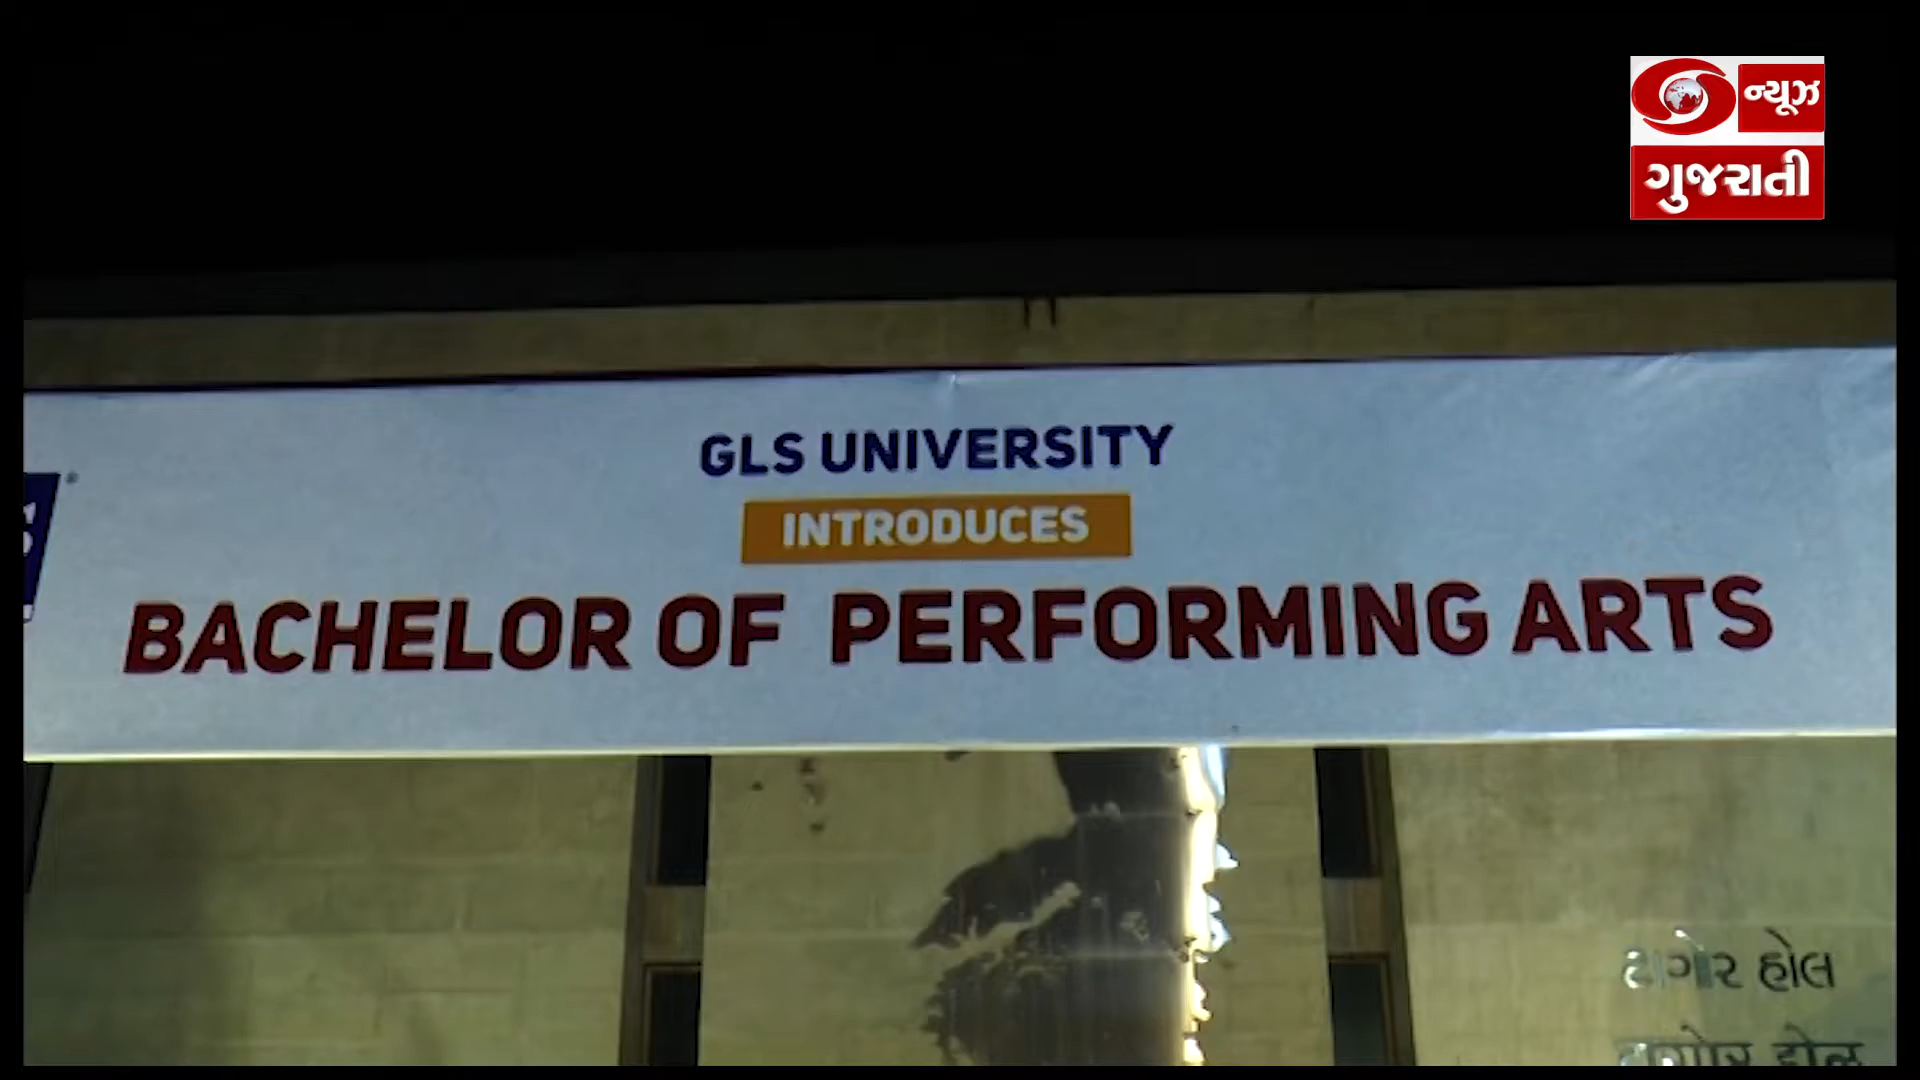 ન્યૂઝ
ગુજરાતી
GLS UNIVERSITY
INTRODUCES
BACHELOR OF PERFORMING ARTS
ટાગોર હોલ